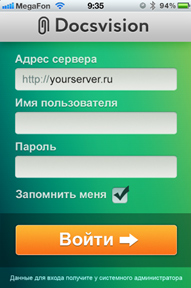 MegaFon 9:35 94%
Docsvision
Адрес сервера
http://yourserver.ru
Имя пользователя
Пароль
Запомнить меня
Войти
Данные для входа получите у системного администратора